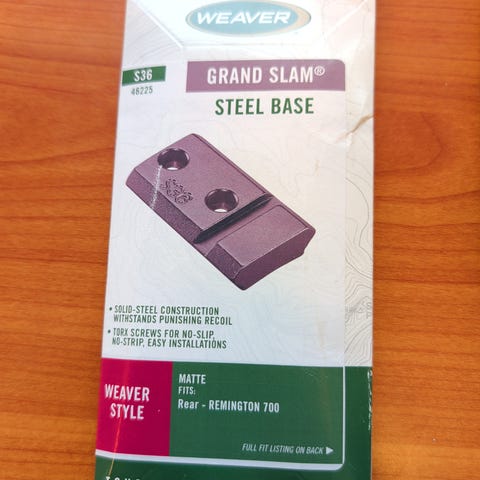 WEAVER
S36
46225
GRAND SLAM®
STEEL BASE
S36
• SOLID-STEEL CONSTRUCTION
WITHSTANDS PUNISHING RECOIL
• TORX SCREWS FOR NO-SLIP,
NO-STRIP, EASY INSTALLATIONS
WEAVER
STYLE
MATTE
FITS:
Rear - REMINGTON 700
FULL FIT LISTING ON BACK ▶